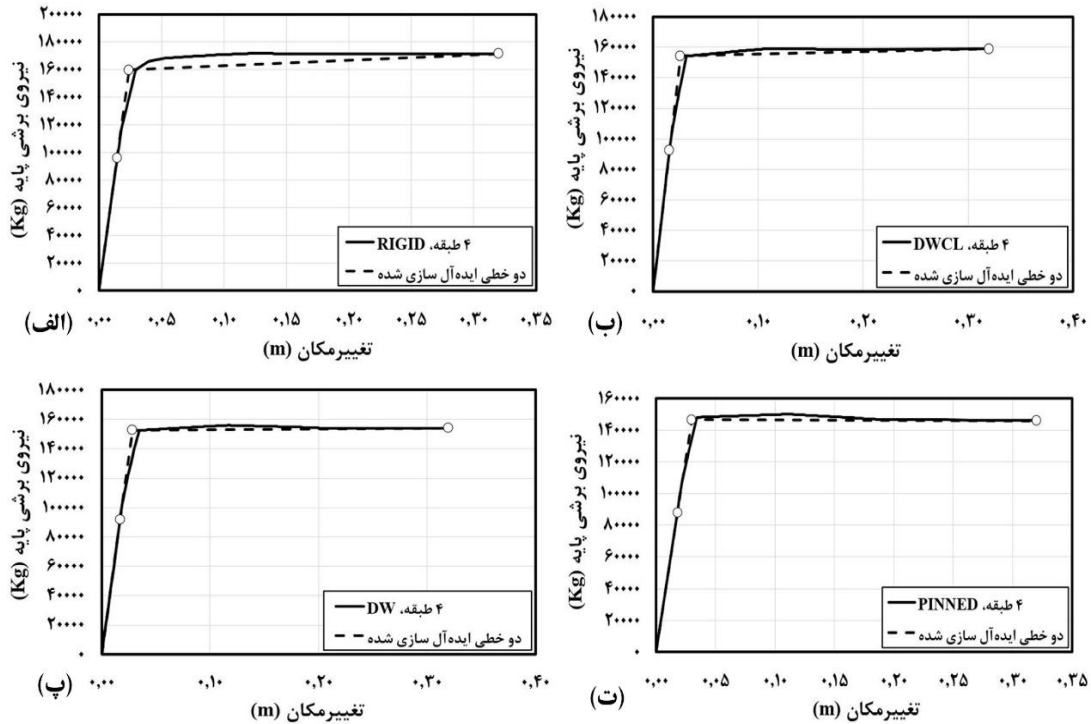 نیروی برشی پایه (Kg)
۲۰۰۰۰۰
۱۸۰۰۰۰
۱۶۰۰۰۰
۱۴۰۰۰۰
۱۲۰۰۰۰
۱۰۰۰۰۰
۸۰۰۰۰
۶۰۰۰۰
۴۰۰۰۰
۲۰۰۰۰
۰
۴ طبقه، RIGID
دو خطی ایده‌آل سازی شده
۰,۰۰ ۰,۰۵ ۰,۱۰ ۰,۱۵ ۰,۲۰ ۰,۲۵ ۰,۳۰ ۰,۳۵
تغییرمکان (m)
(الف)
نیروی برشی پایه (Kg)
۱۸۰۰۰۰
۱۶۰۰۰۰
۱۴۰۰۰۰
۱۲۰۰۰۰
۱۰۰۰۰۰
۸۰۰۰۰
۶۰۰۰۰
۴۰۰۰۰
۲۰۰۰۰
۰
۴ طبقه، DWCL
دو خطی ایده‌آل سازی شده
۰,۰۰ ۰,۱۰ ۰,۲۰ ۰,۳۰ ۰,۴۰
تغییرمکان (m)
(ب)
نیروی برشی پایه (Kg)
۱۸۰۰۰۰
۱۶۰۰۰۰
۱۴۰۰۰۰
۱۲۰۰۰۰
۱۰۰۰۰۰
۸۰۰۰۰
۶۰۰۰۰
۴۰۰۰۰
۲۰۰۰۰
۰
۴ طبقه، DW
دو خطی ایده‌آل سازی شده
۰,۰۰ ۰,۱۰ ۰,۲۰ ۰,۳۰ ۰,۴۰
تغییرمکان (m)
(پ)
نیروی برشی پایه (Kg)
۱۶۰۰۰۰
۱۴۰۰۰۰
۱۲۰۰۰۰
۱۰۰۰۰۰
۸۰۰۰۰
۶۰۰۰۰
۴۰۰۰۰
۲۰۰۰۰
۰
۴ طبقه، PINNED
دو خطی ایده‌آل سازی شده
۰,۰۰ ۰,۰۵ ۰,۱۰ ۰,۱۵ ۰,۲۰ ۰,۲۵ ۰,۳۰ ۰,۳۵
تغییرمکان (m)
(ت)